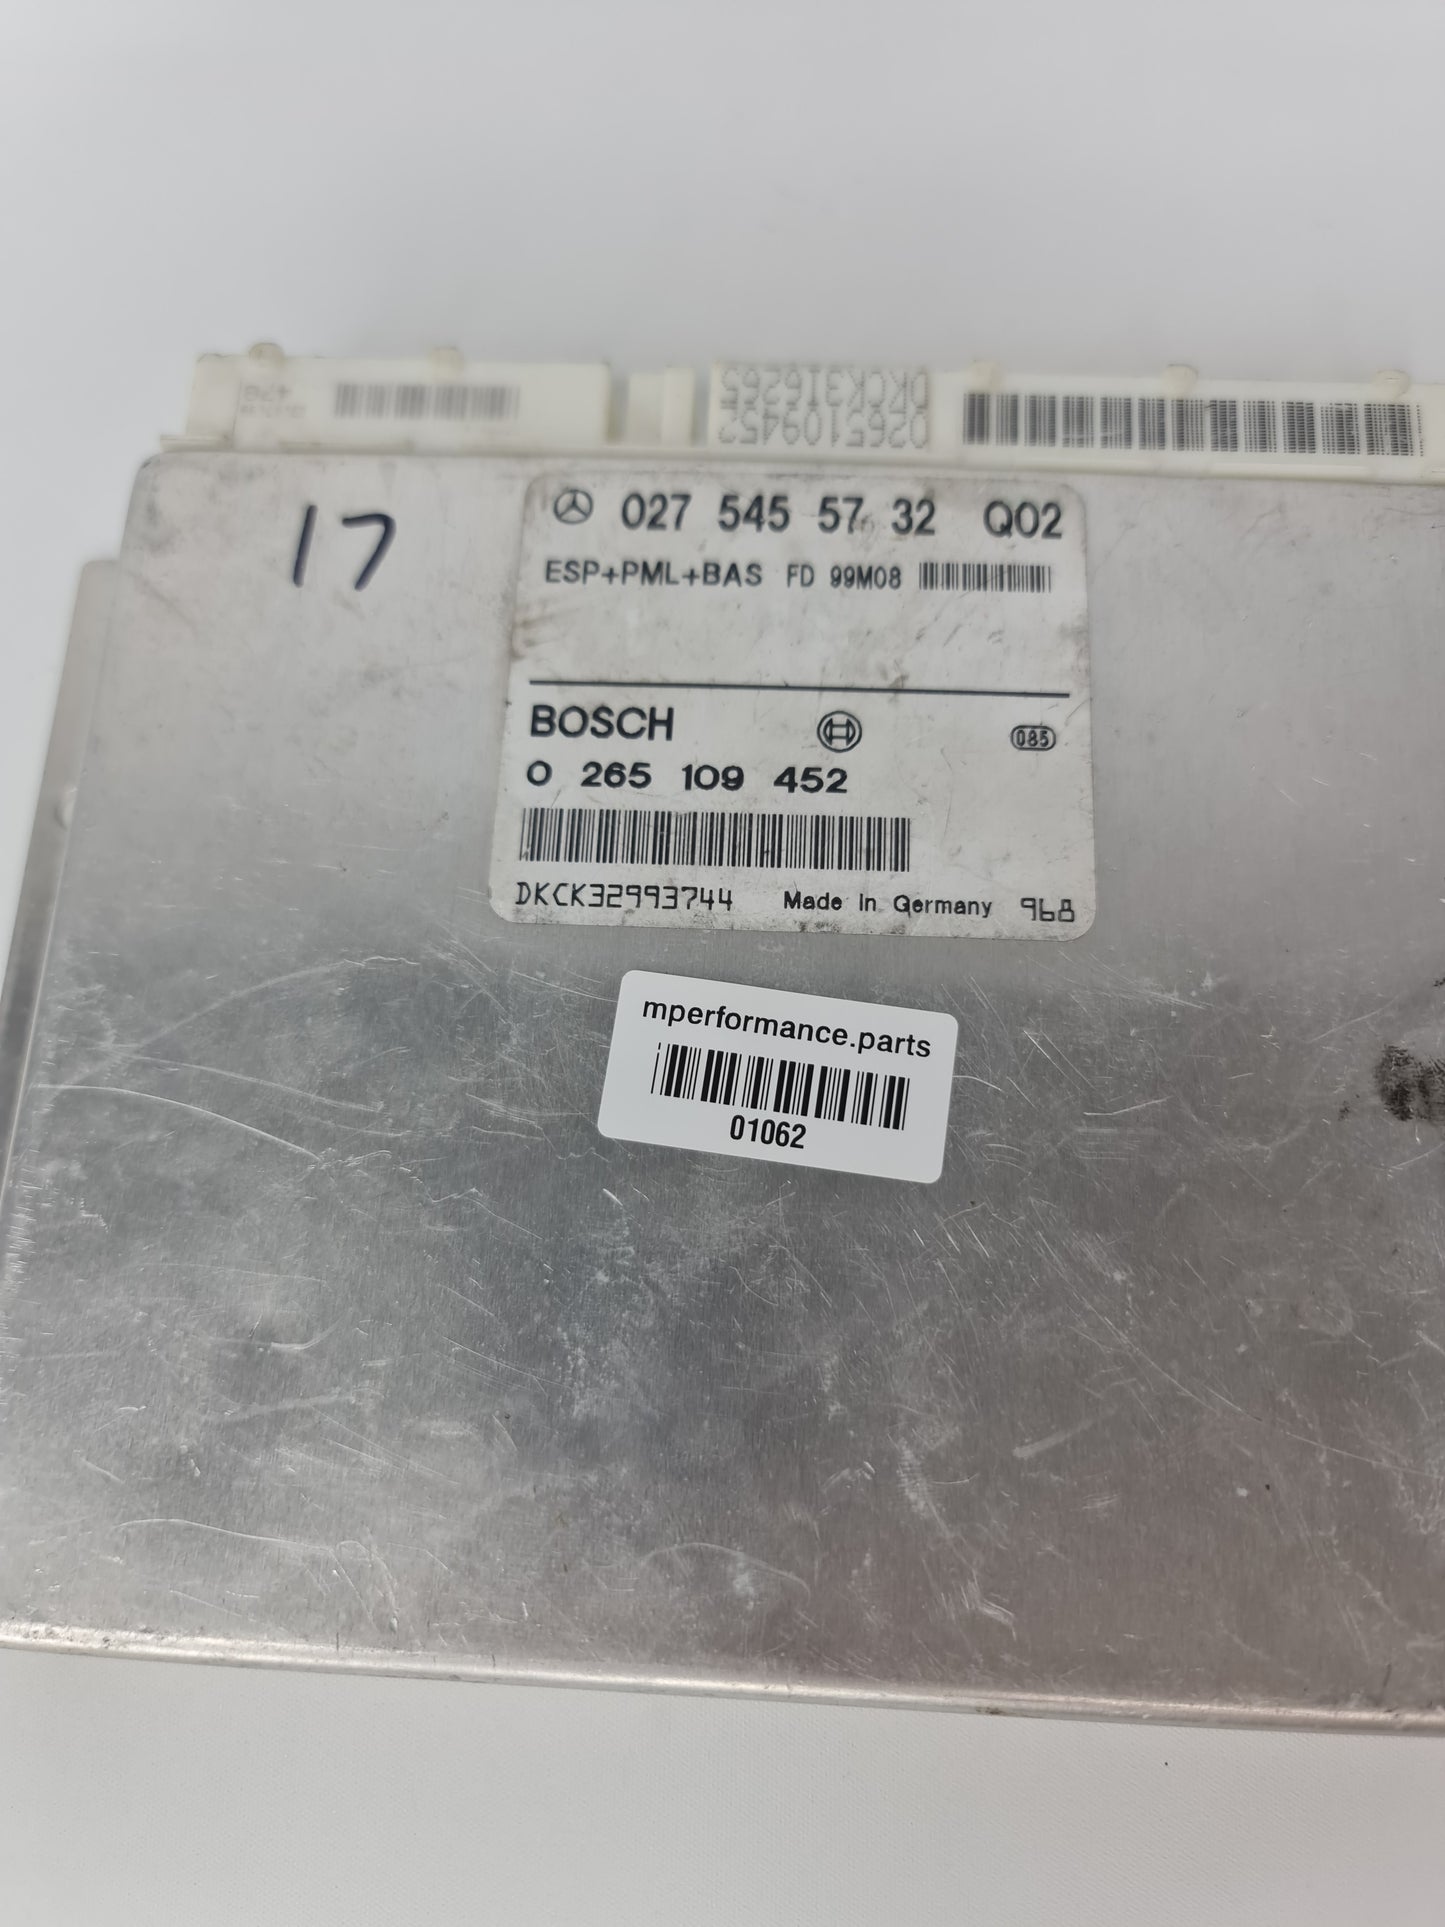 0265109452
DKCK316265
17
027 545 57 32 Q02
ESP+PML+BAS FD 99M08
BOSCH
085
0 265 109 452
DKCK32993744 Made in Germany 968
mperformance.parts
01062